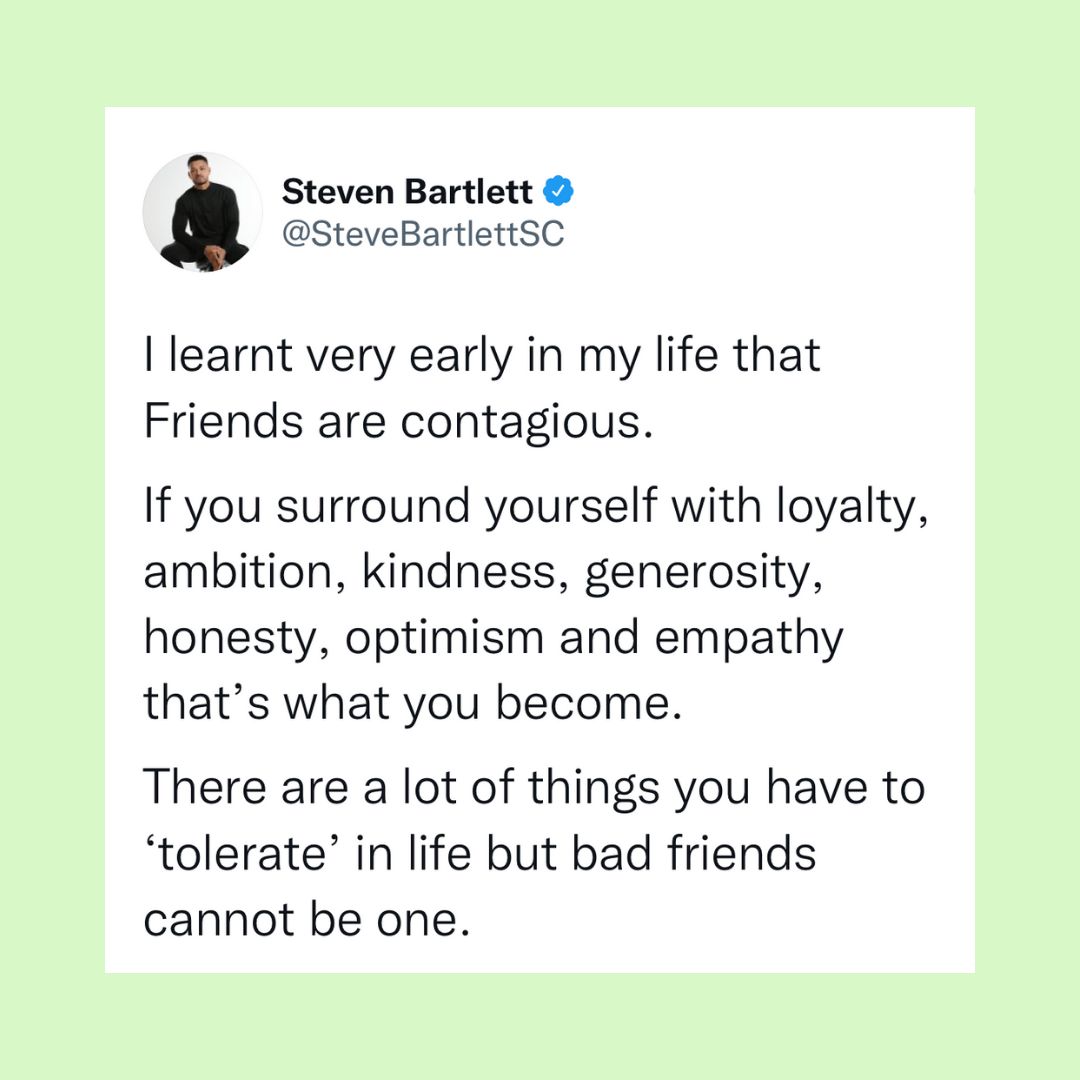 Steven Bartlett
@SteveBartlettSC
I learnt very early in my life that
Friends are contagious.
If you surround yourself with loyalty,
ambition, kindness, generosity,
honesty, optimism and empathy
that’s what you become.
There are a lot of things you have to
‘tolerate’ in life but bad friends
cannot be one.